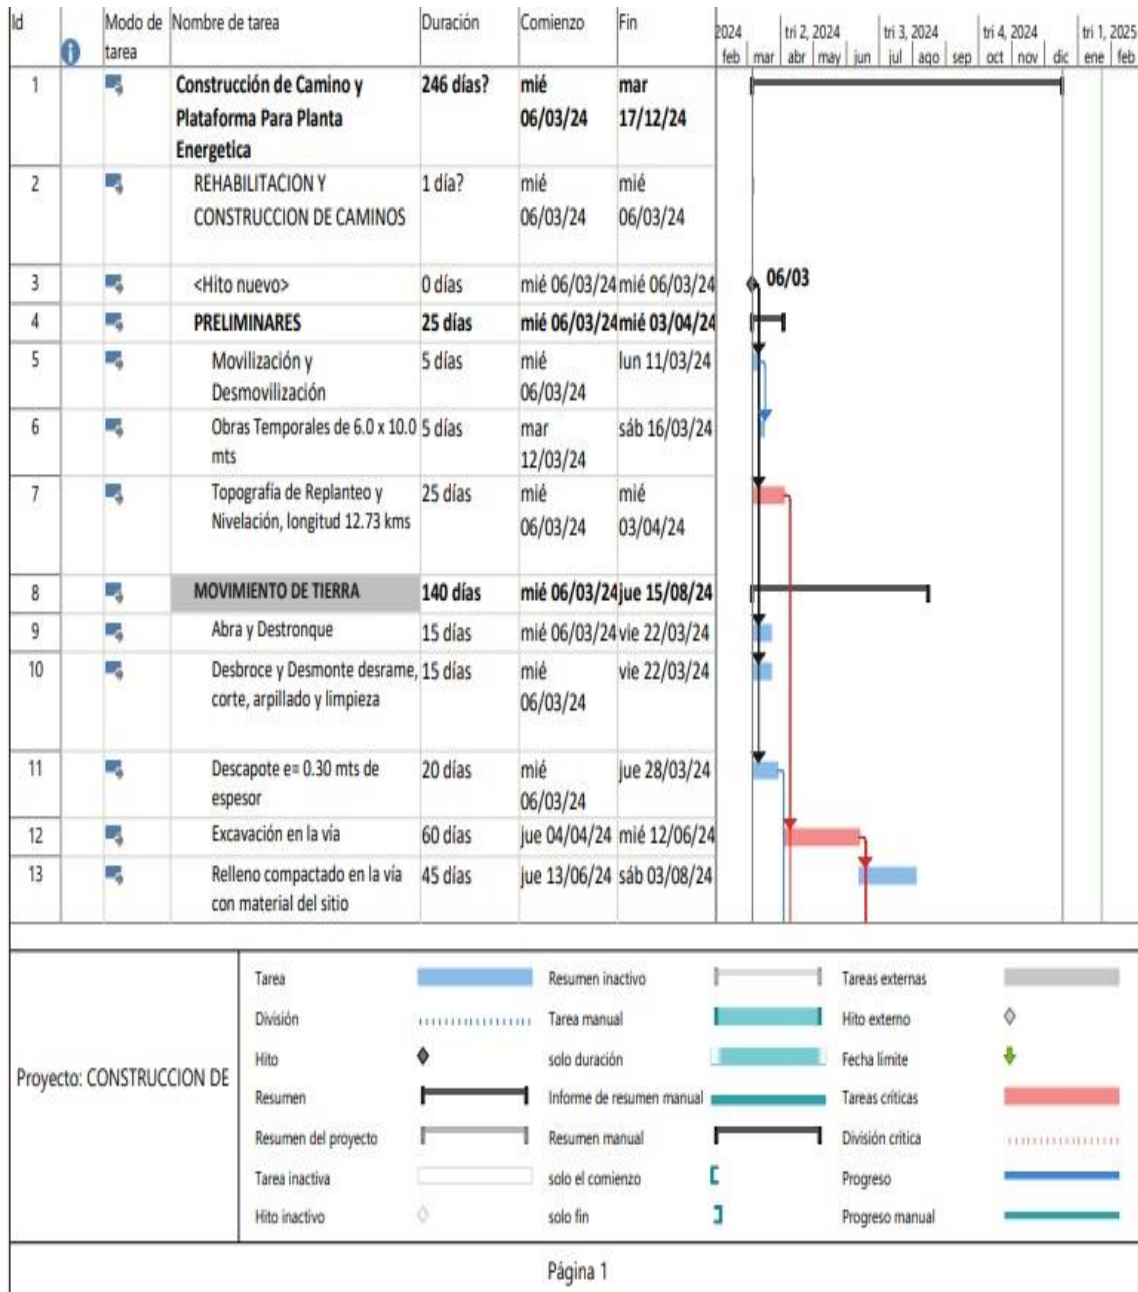 Id
Modo de tarea
Nombre de tarea
Duración
Comienzo
Fin
2024
tri 2, 2024
tri 3, 2024
tri 4, 2024
tri 1, 2025
feb mar abr may jun jul ago sep oct nov dic ene feb
1
Construcción de Camino y
Plataforma Para Planta
Energetica
246 días?
mié
06/03/24
mar
17/12/24
2
REHABILITACION Y
CONSTRUCCION DE CAMINOS
1 día?
mié
06/03/24
mié
06/03/24
3
<Hito nuevo>
0 días
mié 06/03/24
mié 06/03/24
06/03
4
PRELIMINARES
25 días
mié 06/03/24
mié 03/04/24
5
Movilización y
Desmovilización
5 días
mié
06/03/24
lun 11/03/24
6
Obras Temporales de 6.0 x 10.0
mts
5 días
mar
12/03/24
sáb 16/03/24
7
Topografía de Replanteo y
Nivelación, longitud 12.73 kms
25 días
mié
06/03/24
mié
03/04/24
8
MOVIMIENTO DE TIERRA
140 días
mié 06/03/24
jue 15/08/24
9
Abra y Destronque
15 días
mié 06/03/24
vie 22/03/24
10
Desbroce y Desmonte desrame,
corte, arpillado y limpieza
15 días
mié
06/03/24
vie 22/03/24
11
Descapote e= 0.30 mts de
espesor
20 días
mié
06/03/24
jue 28/03/24
12
Excavación en la vía
60 días
jue 04/04/24
mié 12/06/24
13
Relleno compactado en la vía
con material del sitio
45 días
jue 13/06/24
sáb 03/08/24
Proyecto: CONSTRUCCION DE
Tarea
División
Hito
Resumen
Resumen del proyecto
Tarea inactiva
Hito inactivo
Resumen inactivo
Tarea manual
solo duración
Informe de resumen manual
Resumen manual
solo el comienzo
solo fin
Tareas externas
Hito externo
Fecha límite
Tareas críticas
División crítica
Progreso
Progreso manual
Página 1